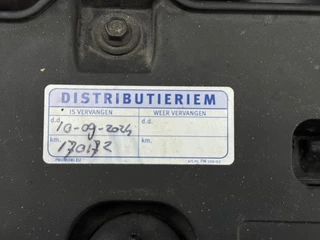 DISTRIBUTIERIEM
IS VERVANGEN WEER VERVANGEN
d.d. 10-09-2024 d.d.
km. 170172 km.